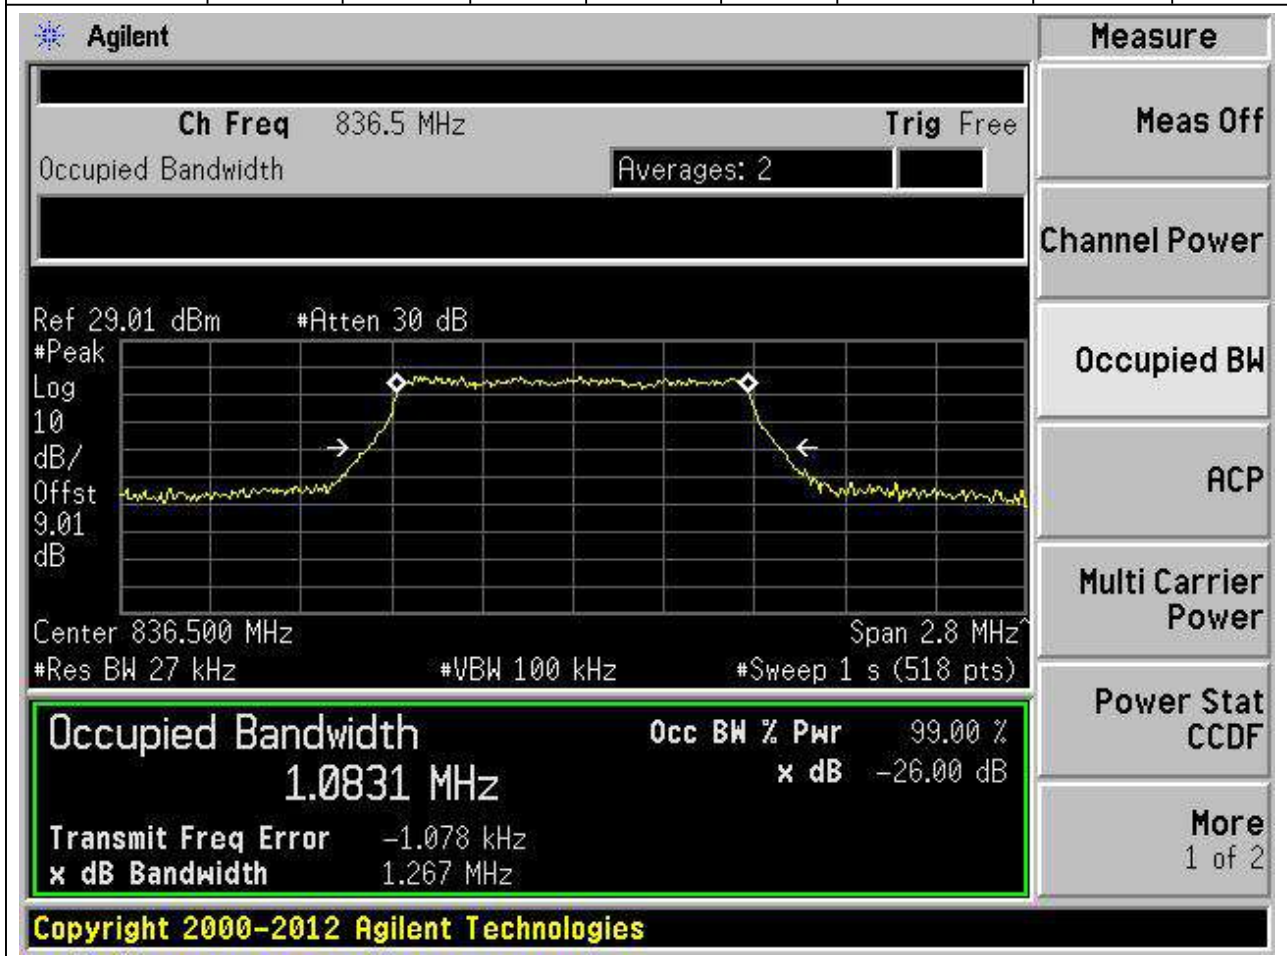 Agilent
Measure
Ch Freq 836.5 MHz Trig Free
Occupied Bandwidth Averages: 2
Meas Off
Channel Power
Occupied BW
ACP
Multi Carrier
Power
Power Stat
CCDF
More
1 of 2
Ref 29.01 dBm #Atten 30 dB
#Peak
Log
10
dB/
Offst
9.01
dB
Center 836.500 MHz Span 2.8 MHz^
#Res BW 27 kHz #VBW 100 kHz #Sweep 1 s (518 pts)
Occupied Bandwidth Occ BW % Pwr 99.00 %
1.0831 MHz x dB -26.00 dB
Transmit Freq Error -1.078 kHz
x dB Bandwidth 1.267 MHz
Copyright 2000-2012 Agilent Technologies